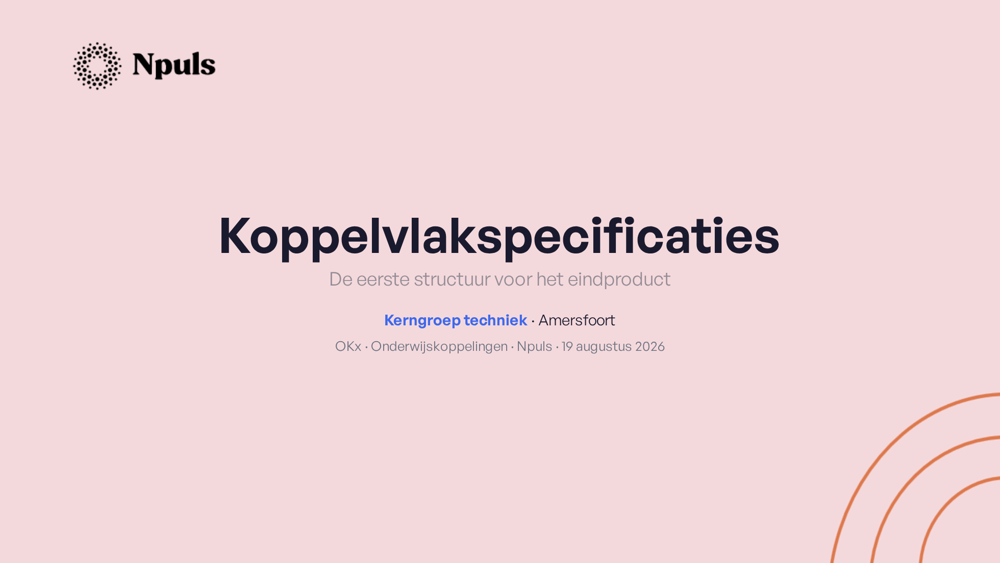 Npuls
Koppelvlakspecificaties
De eerste structuur voor het eindproduct
Kerngroep techniek · Amersfoort
OKx · Onderwijskoppelingen · Npuls · 19 augustus 2026